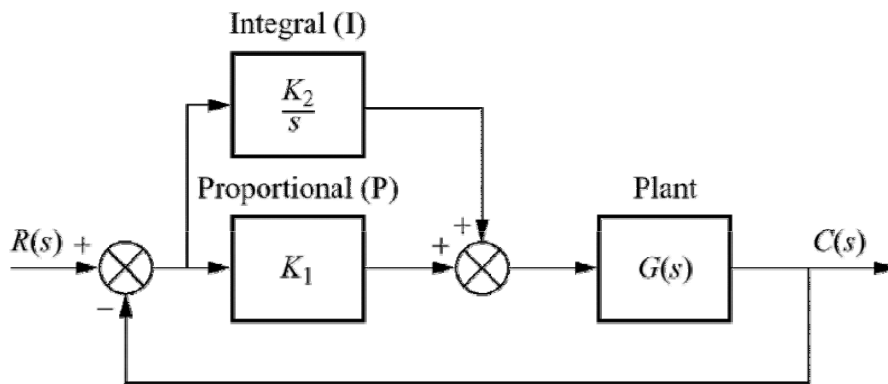 Integral (I)
K₂
s
Proportional (P)
Plant
R(s) + + + K₁ G(s) C(s)
−